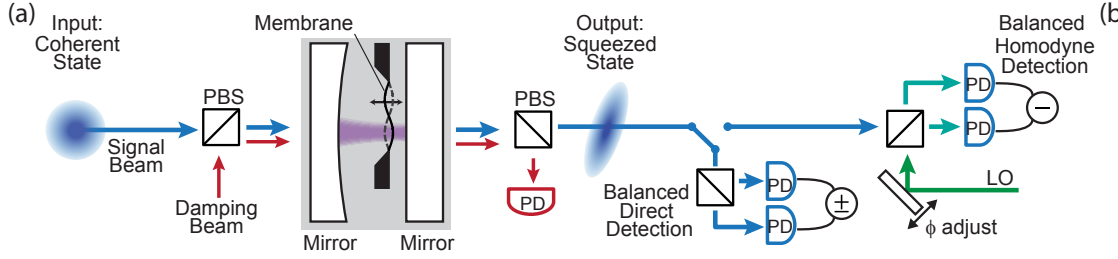 (a)
Input:
Coherent
State
Signal
Beam
PBS
Damping
Beam
Membrane
Mirror
Mirror
PBS
PD
Output:
Squeezed
State
Balanced
Direct
Detection
PD
PD
±
Balanced
Homodyne
Detection
PD
PD
−
LO
ϕ adjust
(b)